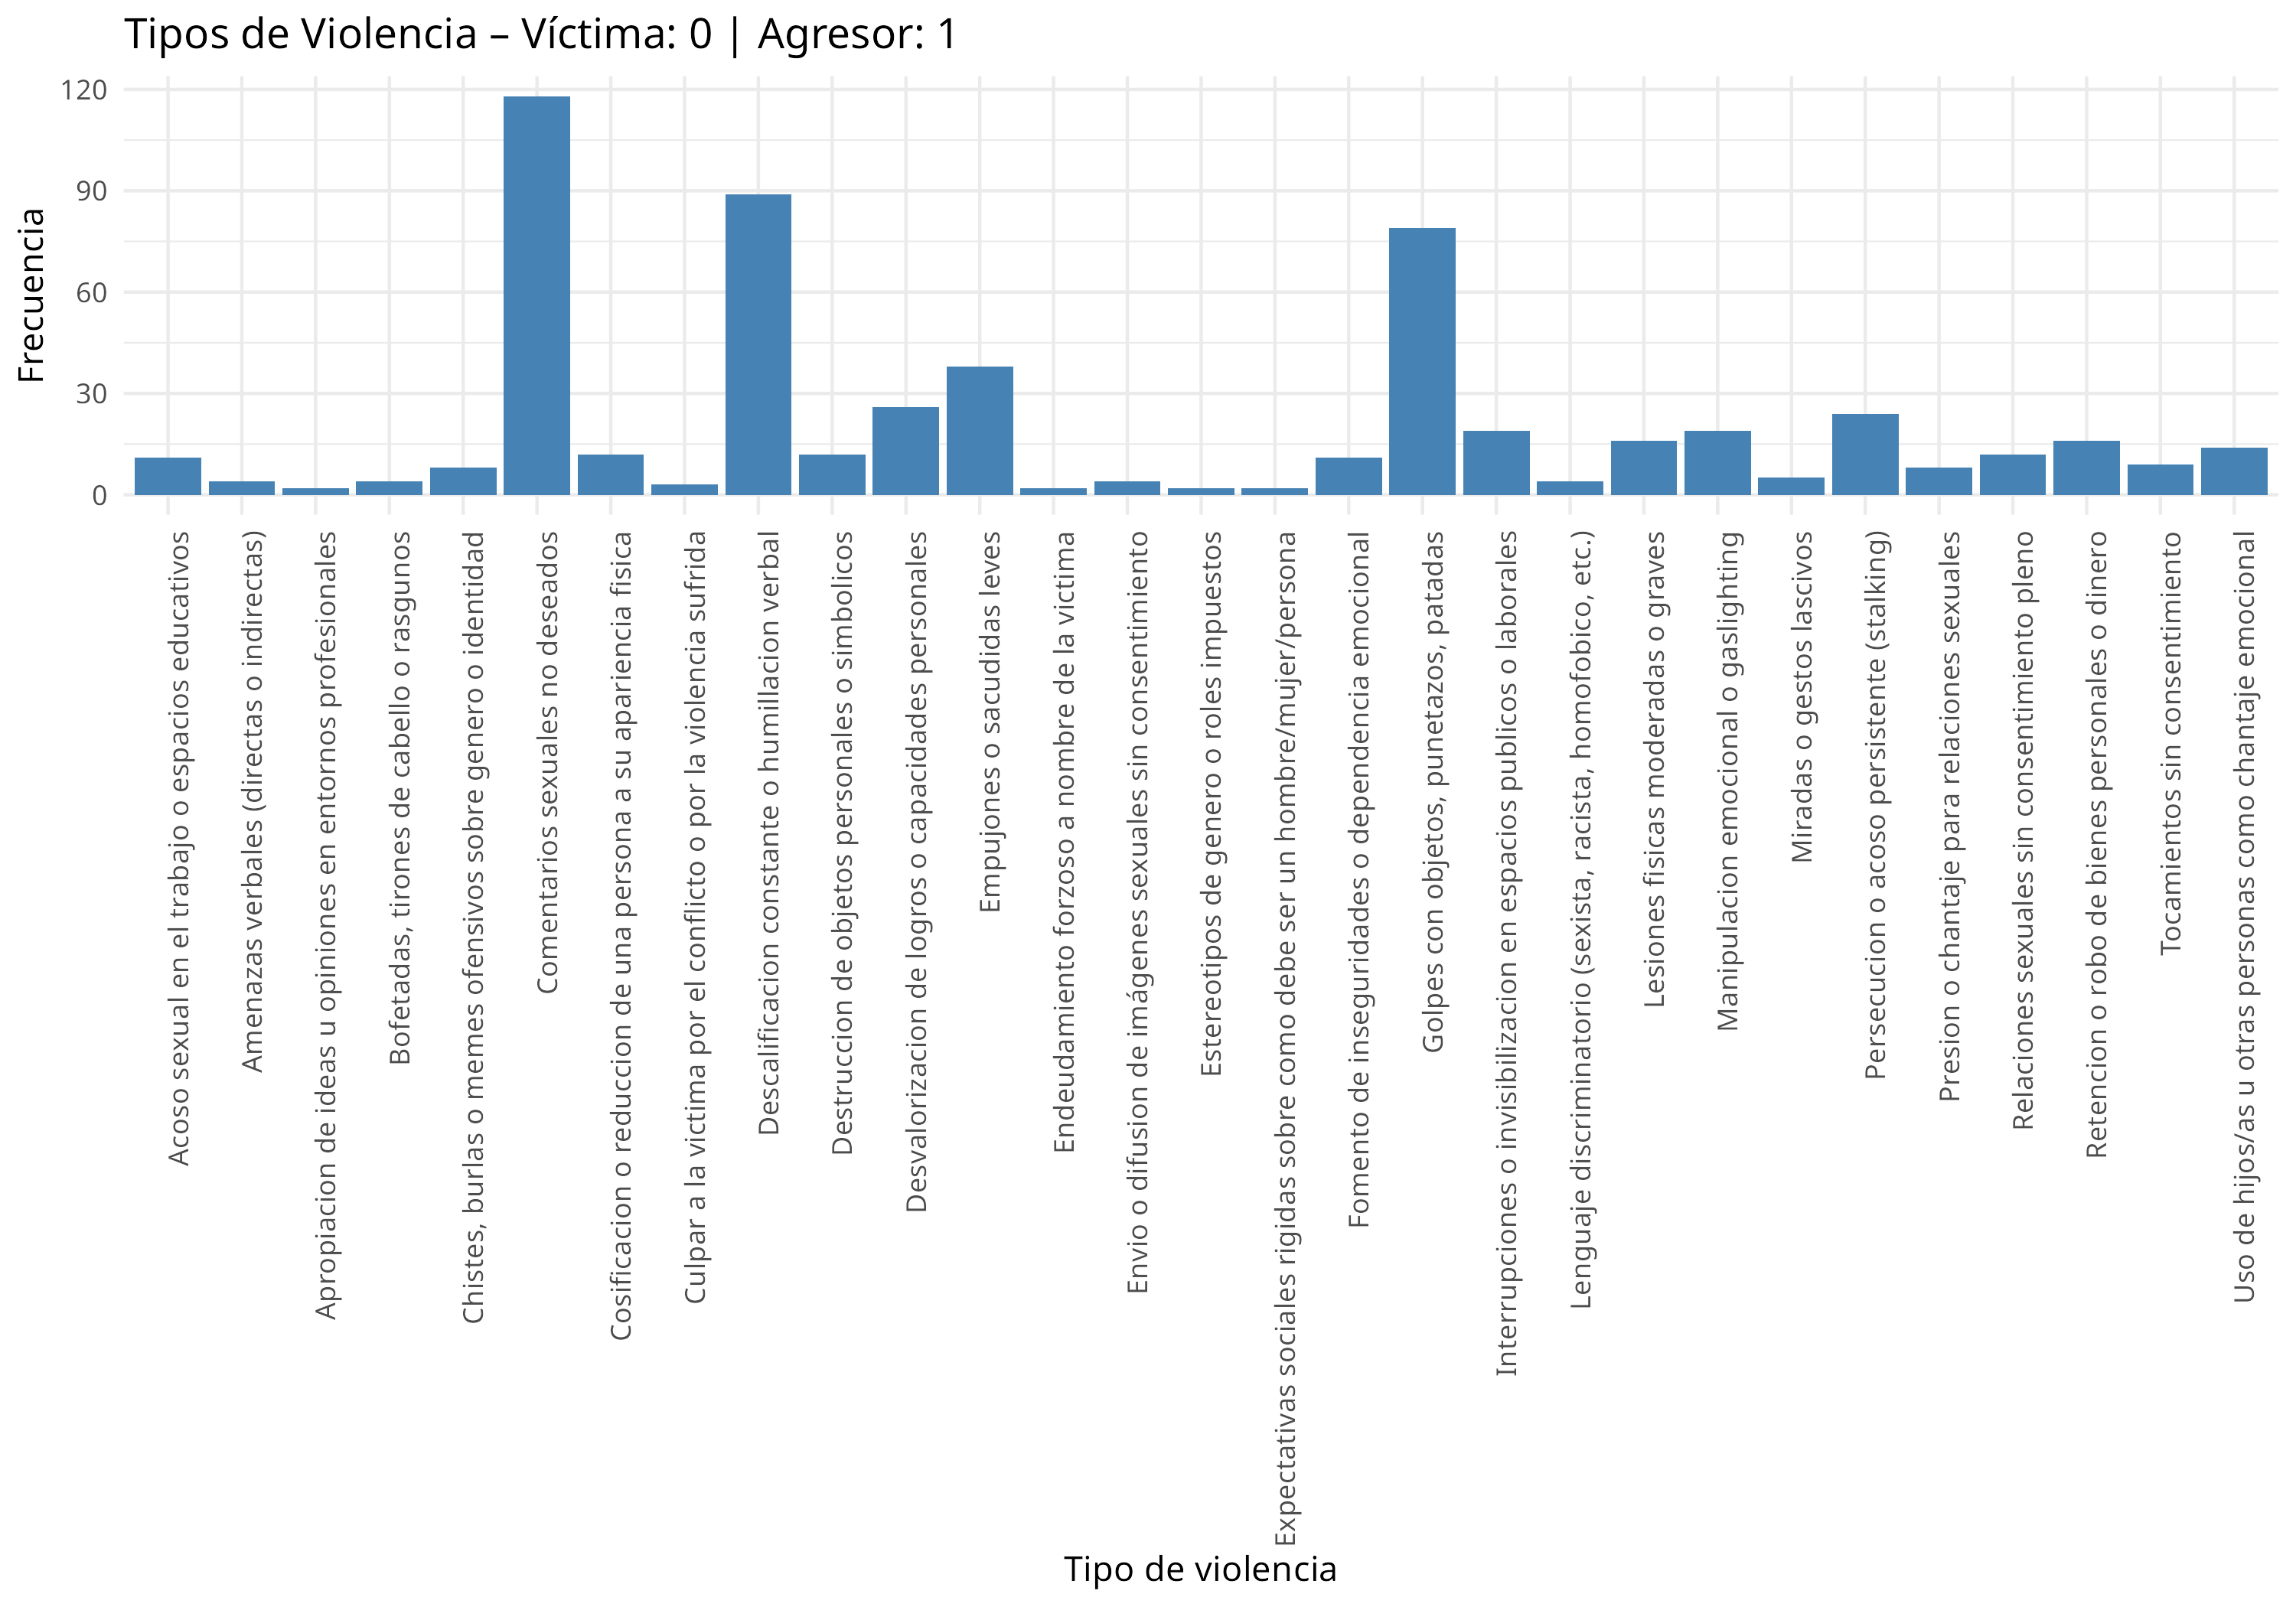 Tipos de Violencia – Víctima: 0 | Agresor: 1
Frecuencia
120
90
60
30
0
Acoso sexual en el trabajo o espacios educativos
Amenazas verbales (directas o indirectas)
Apropiacion de ideas u opiniones en entornos profesionales
Bofetadas, tirones de cabello o rasgunos
Chistes, burlas o memes ofensivos sobre genero o identidad
Comentarios sexuales no deseados
Cosificacion o reduccion de una persona a su apariencia fisica
Culpar a la victima por el conflicto o por la violencia sufrida
Descalificacion constante o humillacion verbal
Destruccion de objetos personales o simbolicos
Desvalorizacion de logros o capacidades personales
Empujones o sacudidas leves
Endeudamiento forzoso a nombre de la victima
Envio o difusion de imágenes sexuales sin consentimiento
Estereotipos de genero o roles impuestos
Expectativas sociales rigidas sobre como debe ser un hombre/mujer/persona
Fomento de inseguridades o dependencia emocional
Golpes con objetos, punetazos, patadas
Interrupciones o invisibilizacion en espacios publicos o laborales
Lenguaje discriminatorio (sexista, racista, homofobico, etc.)
Lesiones fisicas moderadas o graves
Manipulacion emocional o gaslighting
Miradas o gestos lascivos
Persecucion o acoso persistente (stalking)
Presion o chantaje para relaciones sexuales
Relaciones sexuales sin consentimiento pleno
Retencion o robo de bienes personales o dinero
Tocamientos sin consentimiento
Uso de hijos/as u otras personas como chantaje emocional
Tipo de violencia